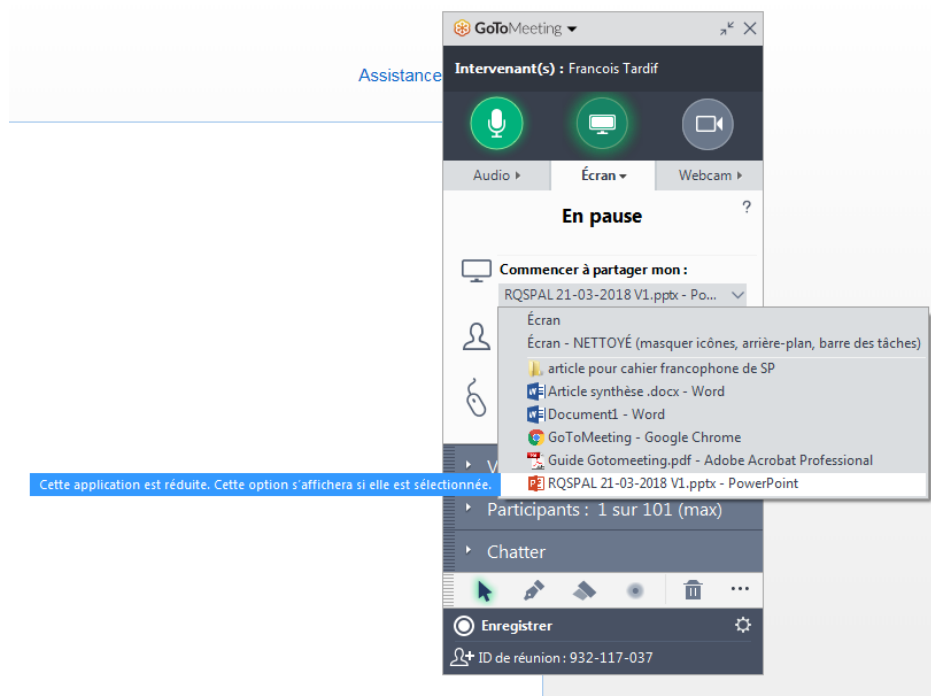 GoToMeeting
Assistance
Intervenant(s) : Francois Tardif
Audio
Écran
Webcam
En pause
?
Commencer à partager mon :
RQSPAL 21-03-2018 V1.pptx - Po...
Écran
Écran - NETTOYÉ (masquer icônes, arrière-plan, barre des tâches)
article pour cahier francophone de SP
Article synthèse .docx - Word
Document1 - Word
GoToMeeting - Google Chrome
Guide Gotomeeting.pdf - Adobe Acrobat Professional
Cette application est réduite. Cette option s'affichera si elle est sélectionnée.
RQSPAL 21-03-2018 V1.pptx - PowerPoint
Participants : 1 sur 101 (max)
Chatter
Enregistrer
ID de réunion : 932-117-037